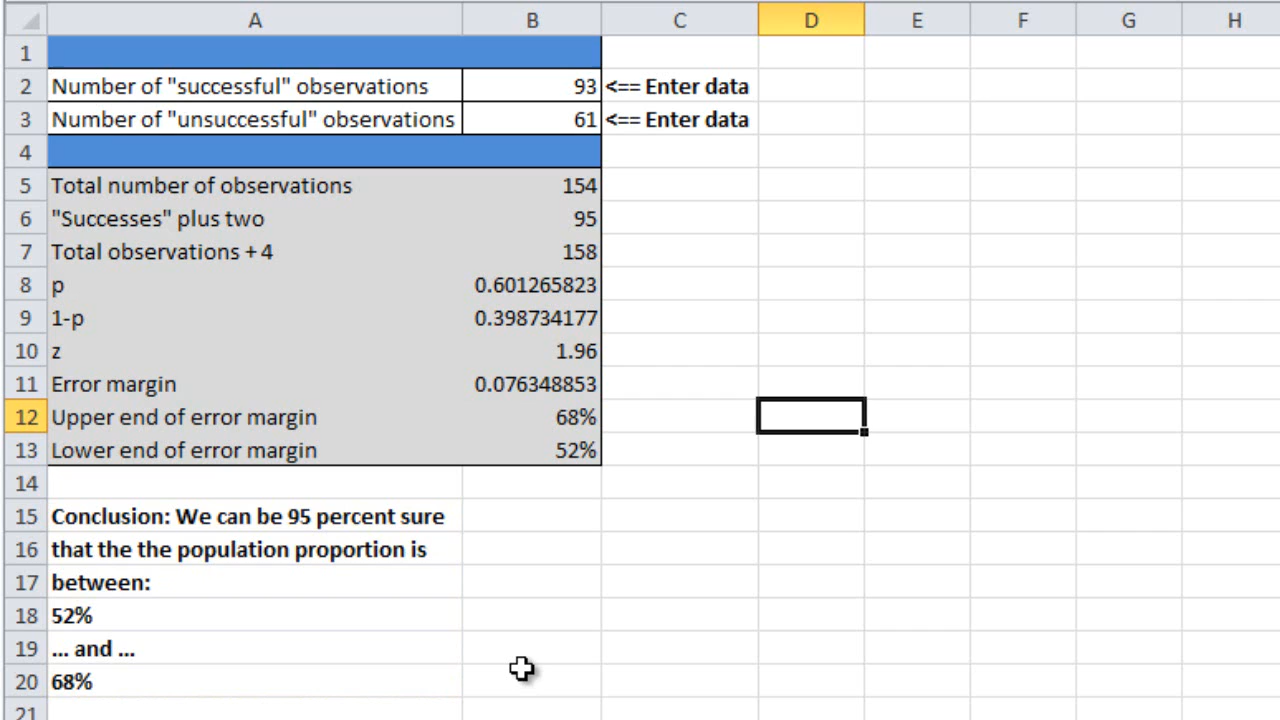 A B C D E F G H
1
2 Number of "successful" observations 93 <== Enter data
3 Number of "unsuccessful" observations 61 <== Enter data
4
5 Total number of observations 154
6 "Successes" plus two 95
7 Total observations + 4 158
8 p 0.601265823
9 1-p 0.398734177
10 z 1.96
11 Error margin 0.076348853
12 Upper end of error margin 68%
13 Lower end of error margin 52%
14
15 Conclusion: We can be 95 percent sure
16 that the the population proportion is
17 between:
18 52%
19 ... and ...
20 68%
21